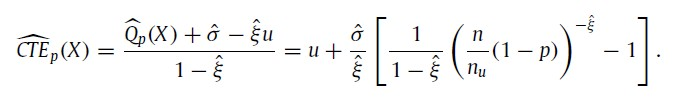 $\widehat{CTE}_p(X) = \frac{\widehat{Q}_p(X) + \hat{\sigma} - \hat{\xi}u}{1 - \hat{\xi}} = u + \frac{\hat{\sigma}}{\hat{\xi}} \left[ \frac{1}{1 - \hat{\xi}} \left( \frac{n}{n_u} (1 - p) \right)^{-\hat{\xi}} - 1 \right].$